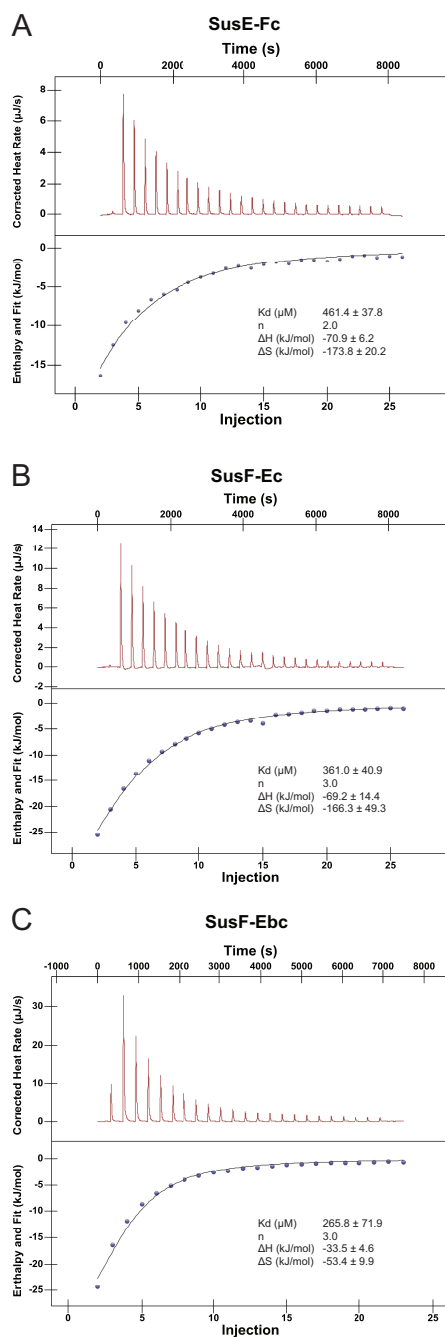 A
SusE-Fc
Time (s)
0 2000 4000 6000 8000
Corrected Heat Rate (µJ/s)
8
6
4
2
0
Enthalpy and Fit (kJ/mol)
0
-5
-10
-15
Kd (µM) 461.4 ± 37.8
n 2.0
ΔH (kJ/mol) -70.9 ± 6.2
ΔS (kJ/mol) -173.8 ± 20.2
0 5 10 15 20 25
Injection
B
SusF-Ec
Time (s)
0 2000 4000 6000 8000
Corrected Heat Rate (µJ/s)
14
12
10
8
6
4
2
0
-2
Enthalpy and Fit (kJ/mol)
0
-5
-10
-15
-20
-25
Kd (µM) 361.0 ± 40.9
n 3.0
ΔH (kJ/mol) -69.2 ± 14.4
ΔS (kJ/mol) -166.3 ± 49.3
0 5 10 15 20 25
Injection
C
SusF-Ebc
Time (s)
-1000 0 1000 2000 3000 4000 5000 6000 7000 8000
Corrected Heat Rate (µJ/s)
30
20
10
0
Enthalpy and Fit (kJ/mol)
0
-5
-10
-15
-20
-25
Kd (µM) 265.8 ± 71.9
n 3.0
ΔH (kJ/mol) -33.5 ± 4.6
ΔS (kJ/mol) -53.4 ± 9.9
0 5 10 15 20 25
Injection